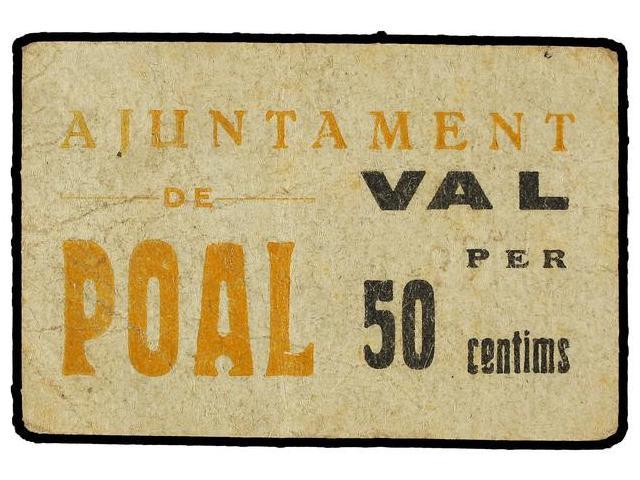 AJUNTAMENT
DE
POAL
VAL
PER
50 centims